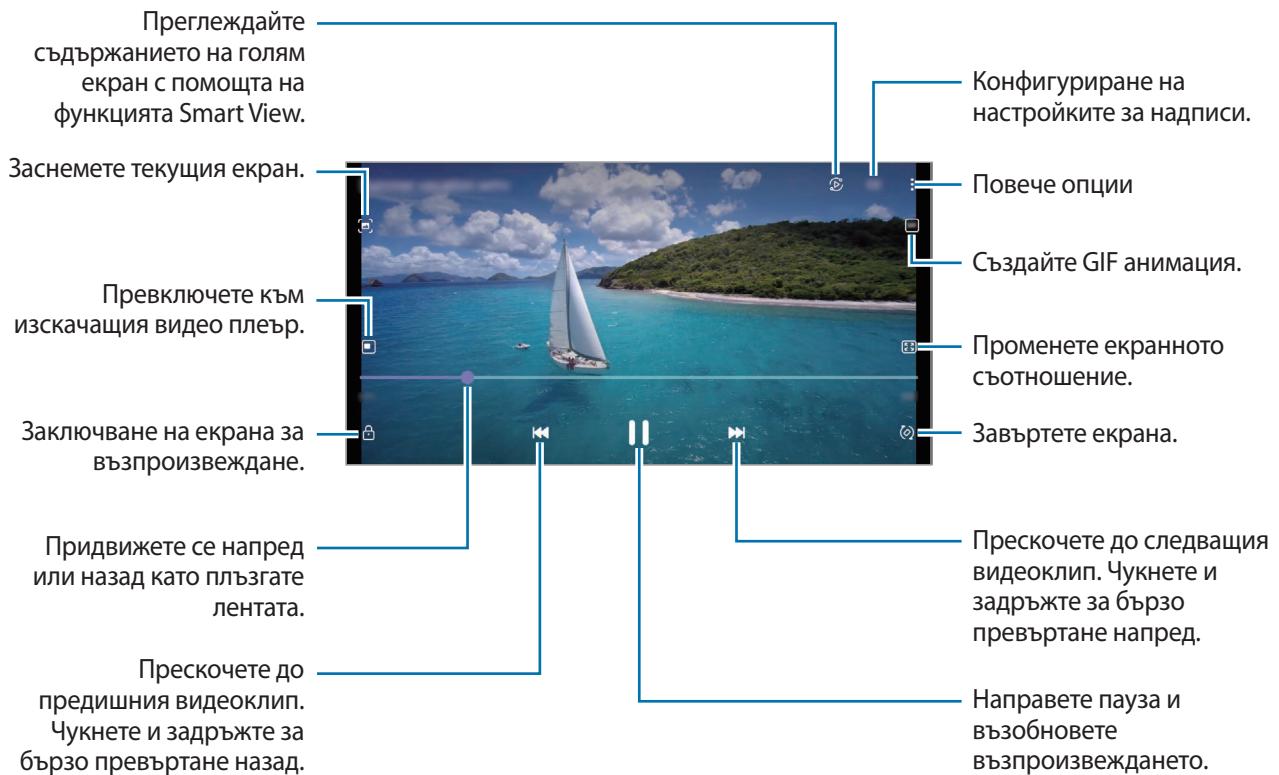 Преглеждайте
съдържанието на голям
екран с помощта на
функцията Smart View.
Заснемете текущия екран.
Превключете към
изскачащия видео плеър.
Заключване на екрана за
възпроизвеждане.
Придвижете се напред
или назад като плъзгате
лентата.
Прескочете до
предишния видеоклип.
Чукнете и задръжте за
бързо превъртане назад.
Конфигуриране на
настройките за надписи.
Повече опции
Създайте GIF анимация.
Променете екранното
съотношение.
Завъртете екрана.
Прескочете до следващия
видеоклип. Чукнете и
задръжте за бързо
превъртане напред.
Направете пауза и
възобновете
възпроизвеждането.